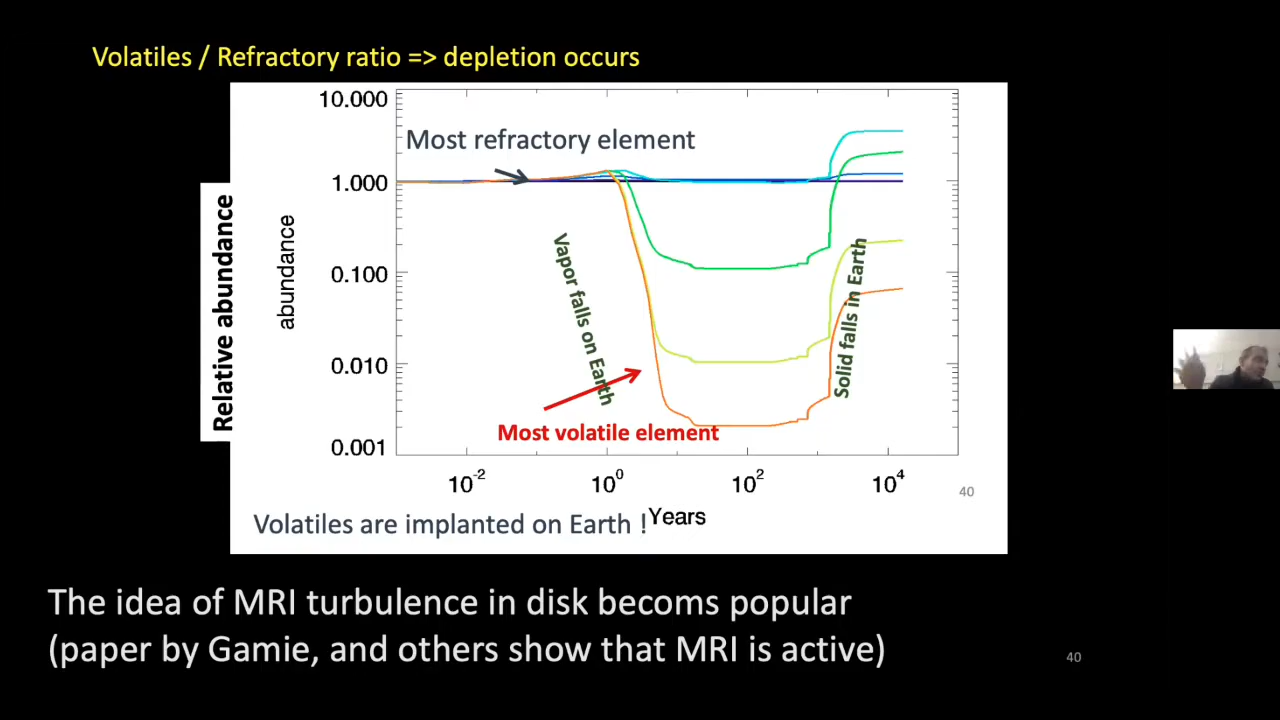 Volatiles / Refractory ratio => depletion occurs
10.000
Most refractory element
1.000
0.100
0.010
0.001
Relative abundance
abundance
Vapor falls on Earth
Solid falls in Earth
Most volatile element
10-2
100
102
104
40
Volatiles are implanted on Earth !
Years
The idea of MRI turbulence in disk becoms popular
(paper by Gamie, and others show that MRI is active)
40